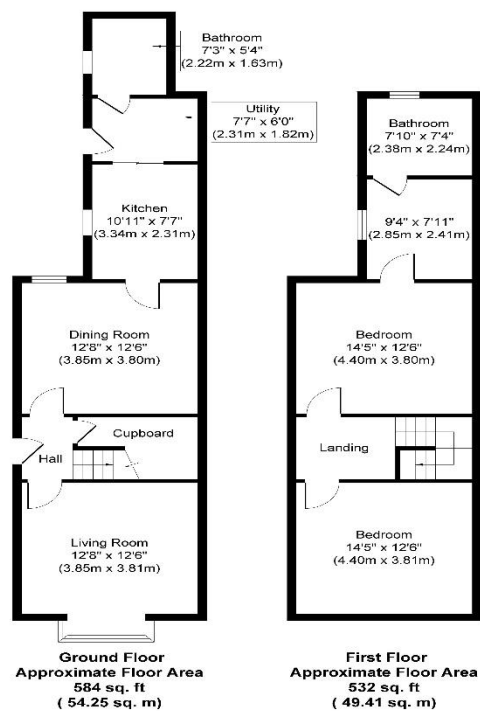 Bathroom
7'3" x 5'4"
(2.22m x 1.63m)
Utility
7'7" x 6'0"
(2.31m x 1.82m)
Kitchen
10'11" x 7'7"
(3.34m x 2.31m)
Dining Room
12'8" x 12'6"
(3.85m x 3.80m)
Cupboard
Hall
Living Room
12'8" x 12'6"
(3.85m x 3.81m)
Ground Floor
Approximate Floor Area
584 sq. ft
( 54.25 sq. m)
Bathroom
7'10" x 7'4"
(2.38m x 2.24m)
9'4" x 7'11"
(2.85m x 2.41m)
Bedroom
14'5" x 12'6"
(4.40m x 3.80m)
Landing
Bedroom
14'5" x 12'6"
(4.40m x 3.81m)
First Floor
Approximate Floor Area
532 sq. ft
( 49.41 sq. m)